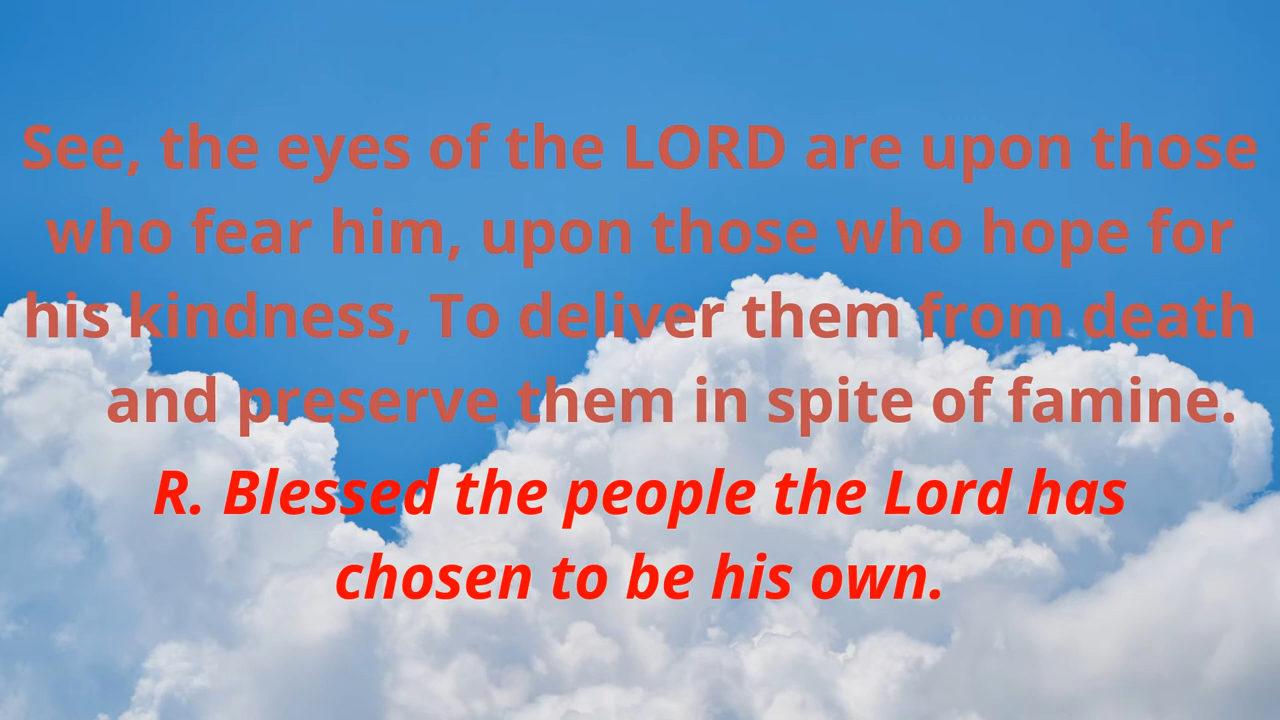 See, the eyes of the LORD are upon those
who fear him, upon those who hope for
his kindness, To deliver them from death
and preserve them in spite of famine.
R. Blessed the people the Lord has
chosen to be his own.